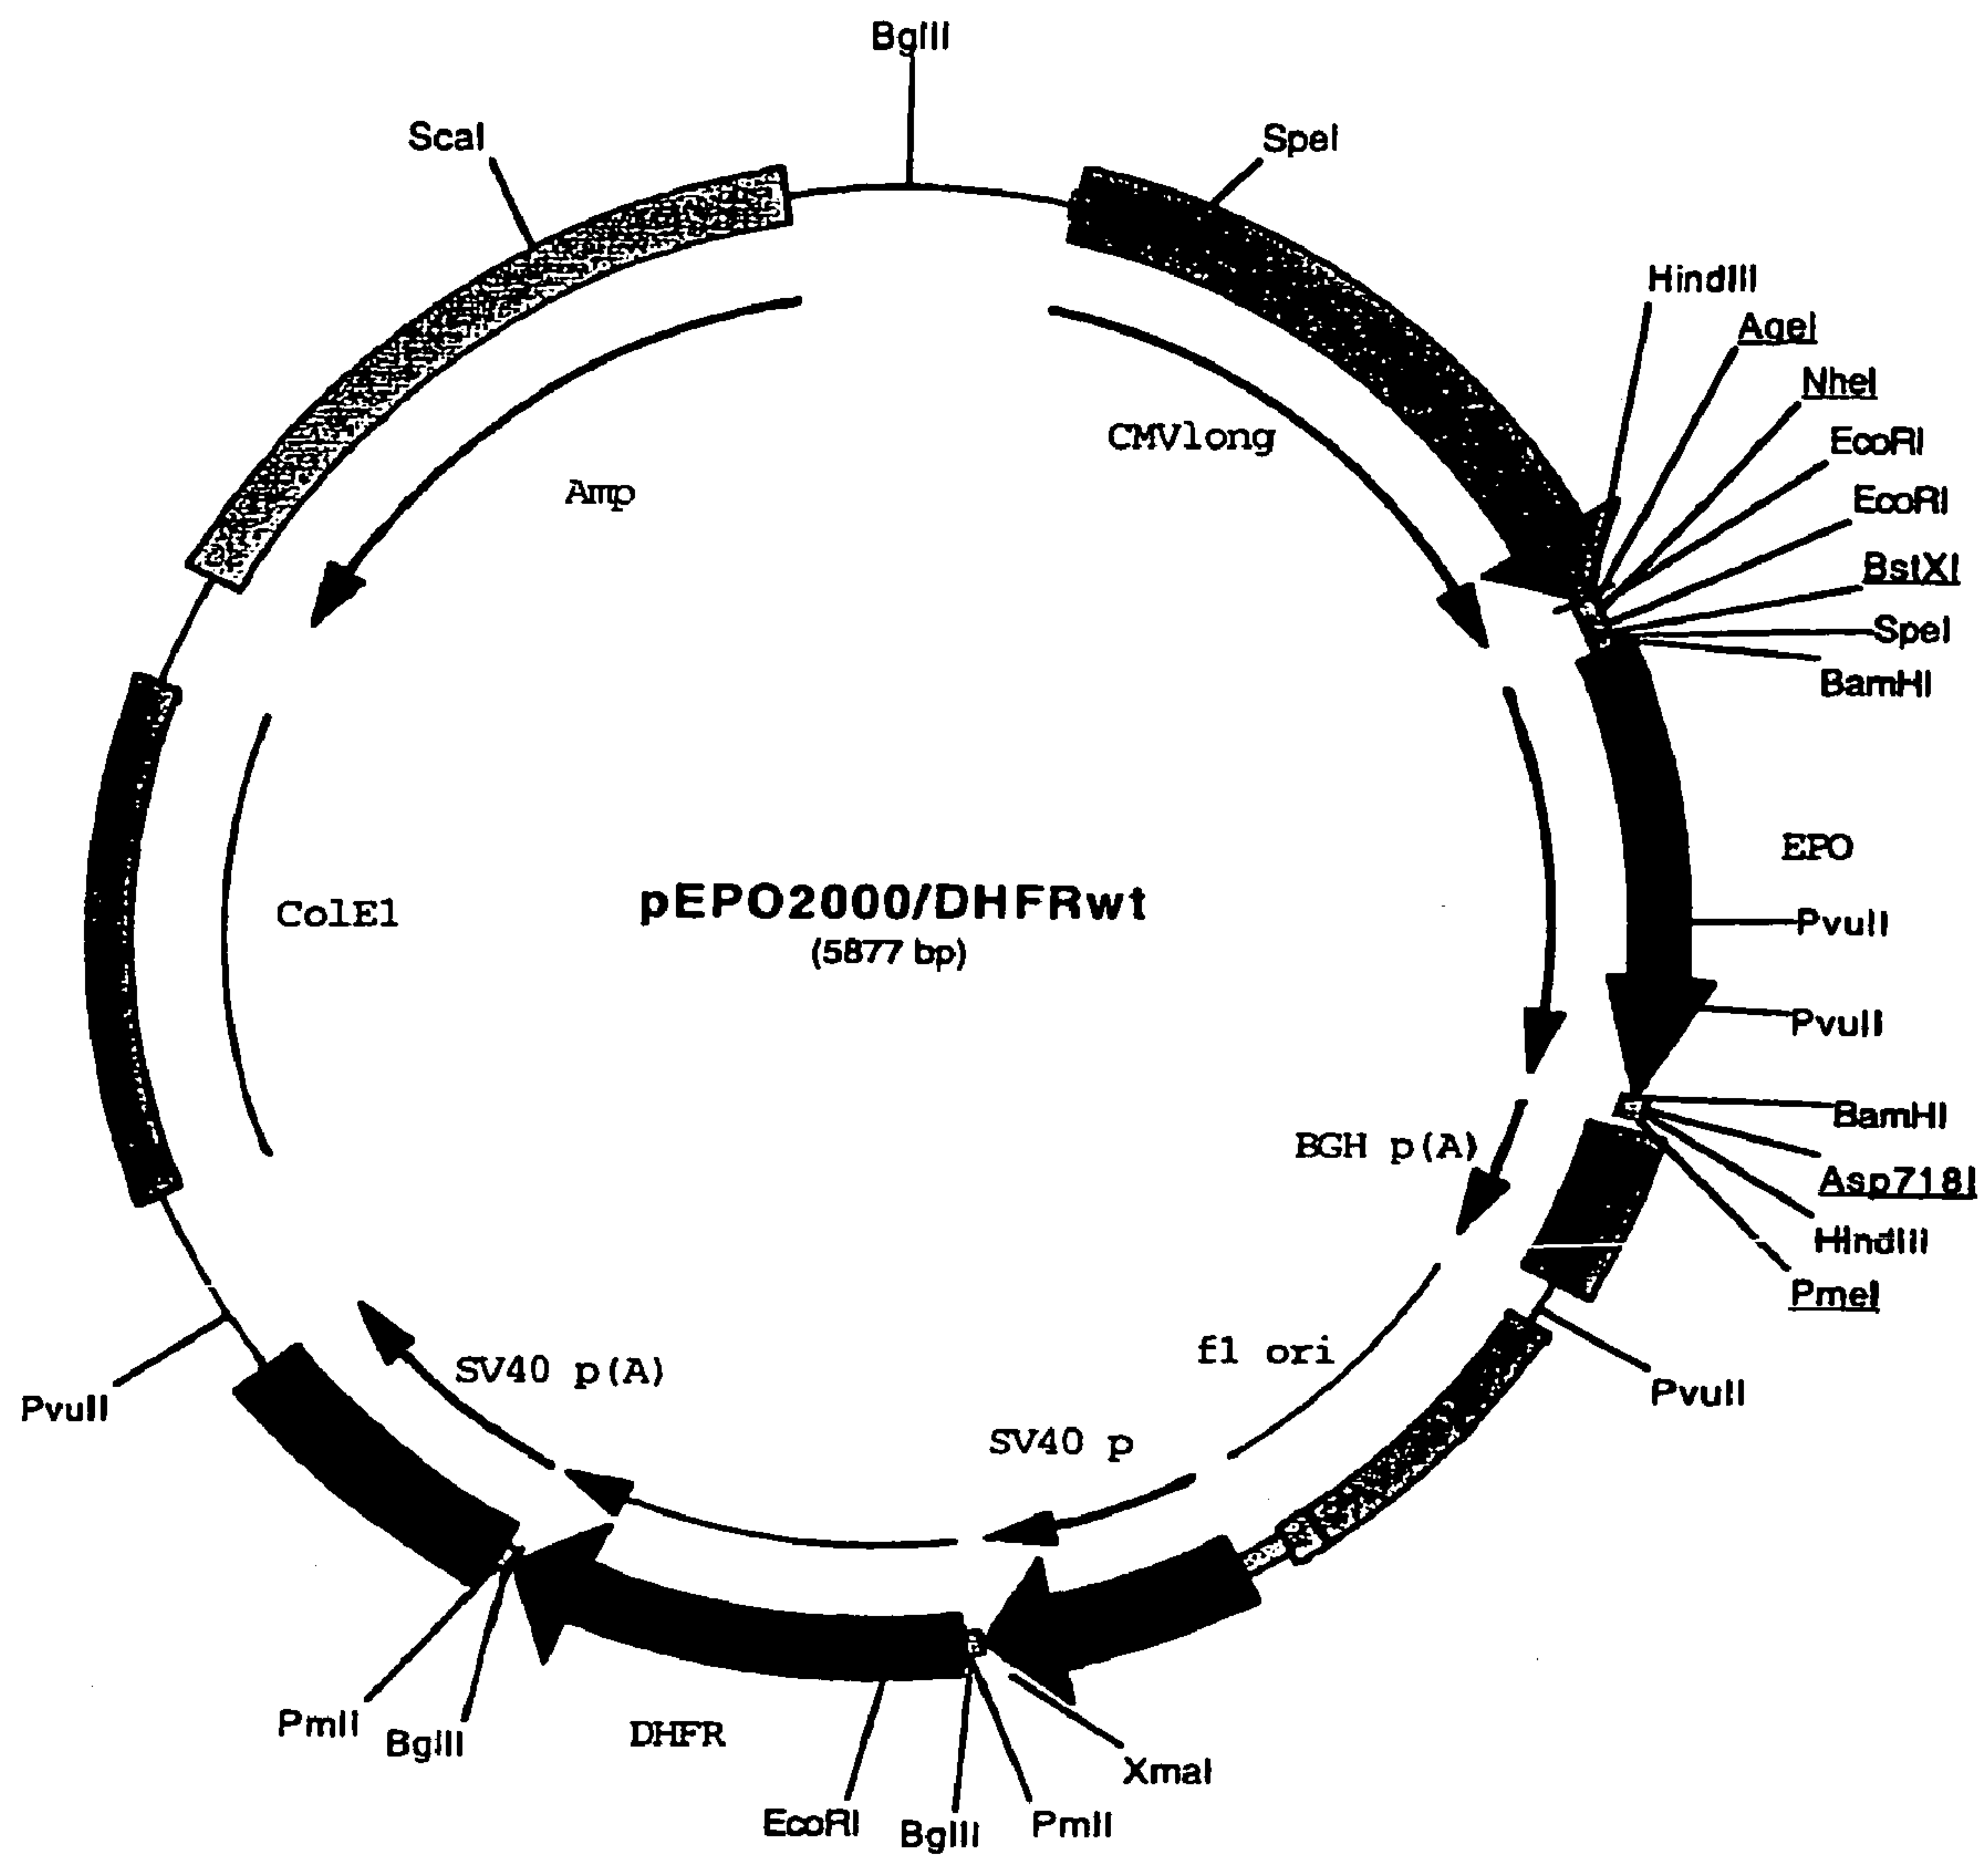 BglII
ScaI
SpeI
HindIII
AgeI
NheI
EcoRI
EcoRI
BstXI
SpeI
BamHI
CMVlong
Amp
EPO
PvuII
pEPO2000/DHFRwt
(5877 bp)
ColE1
PvuII
BamHI
BGH p(A)
Asp718I
HindIII
PmeI
f1 ori
SV40 p(A)
PvuII
PvuII
SV40 p
PmlI
BglII
DHFR
XmaI
EcoRI
BglII
PmlI